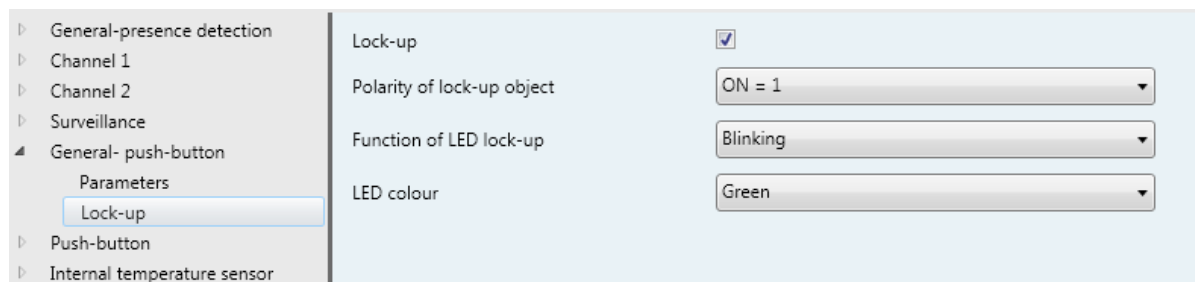 General-presence detection
Channel 1
Channel 2
Surveillance
General- push-button
Parameters
Lock-up
Push-button
Internal temperature sensor
Lock-up
Polarity of lock-up object ON = 1
Function of LED lock-up Blinking
LED colour Green